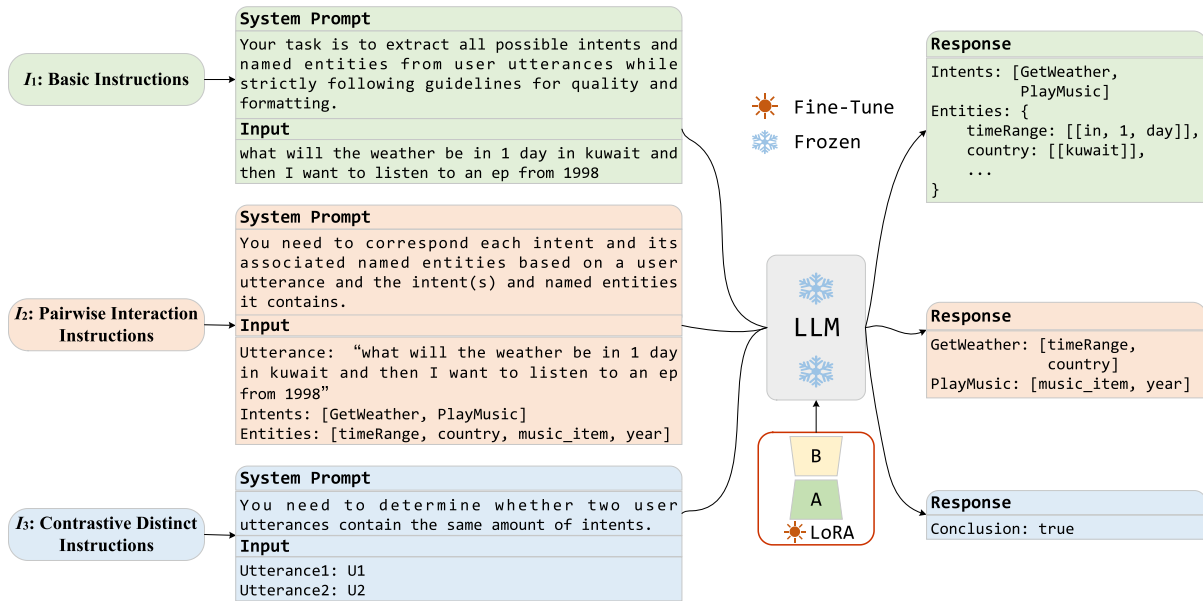 I1: Basic Instructions
System Prompt
Your task is to extract all possible intents and
named entities from user utterances while
strictly following guidelines for quality and
formatting.
Input
what will the weather be in 1 day in kuwait and
then I want to listen to an ep from 1998
I2: Pairwise Interaction
Instructions
System Prompt
You need to correspond each intent and its
associated named entities based on a user
utterance and the intent(s) and named entities
it contains.
Input
Utterance: “what will the weather be in 1 day
in kuwait and then I want to listen to an ep
from 1998”
Intents: [GetWeather, PlayMusic]
Entities: [timeRange, country, music_item, year]
I3: Contrastive Distinct
Instructions
System Prompt
You need to determine whether two user
utterances contain the same amount of intents.
Input
Utterance1: U1
Utterance2: U2
Fine-Tune
Frozen
LLM
B
A
LoRA
Response
Intents: [GetWeather,
PlayMusic]
Entities: {
timeRange: [[in, 1, day]],
country: [[kuwait]],
...
}
Response
GetWeather: [timeRange,
country]
PlayMusic: [music_item, year]
Response
Conclusion: true